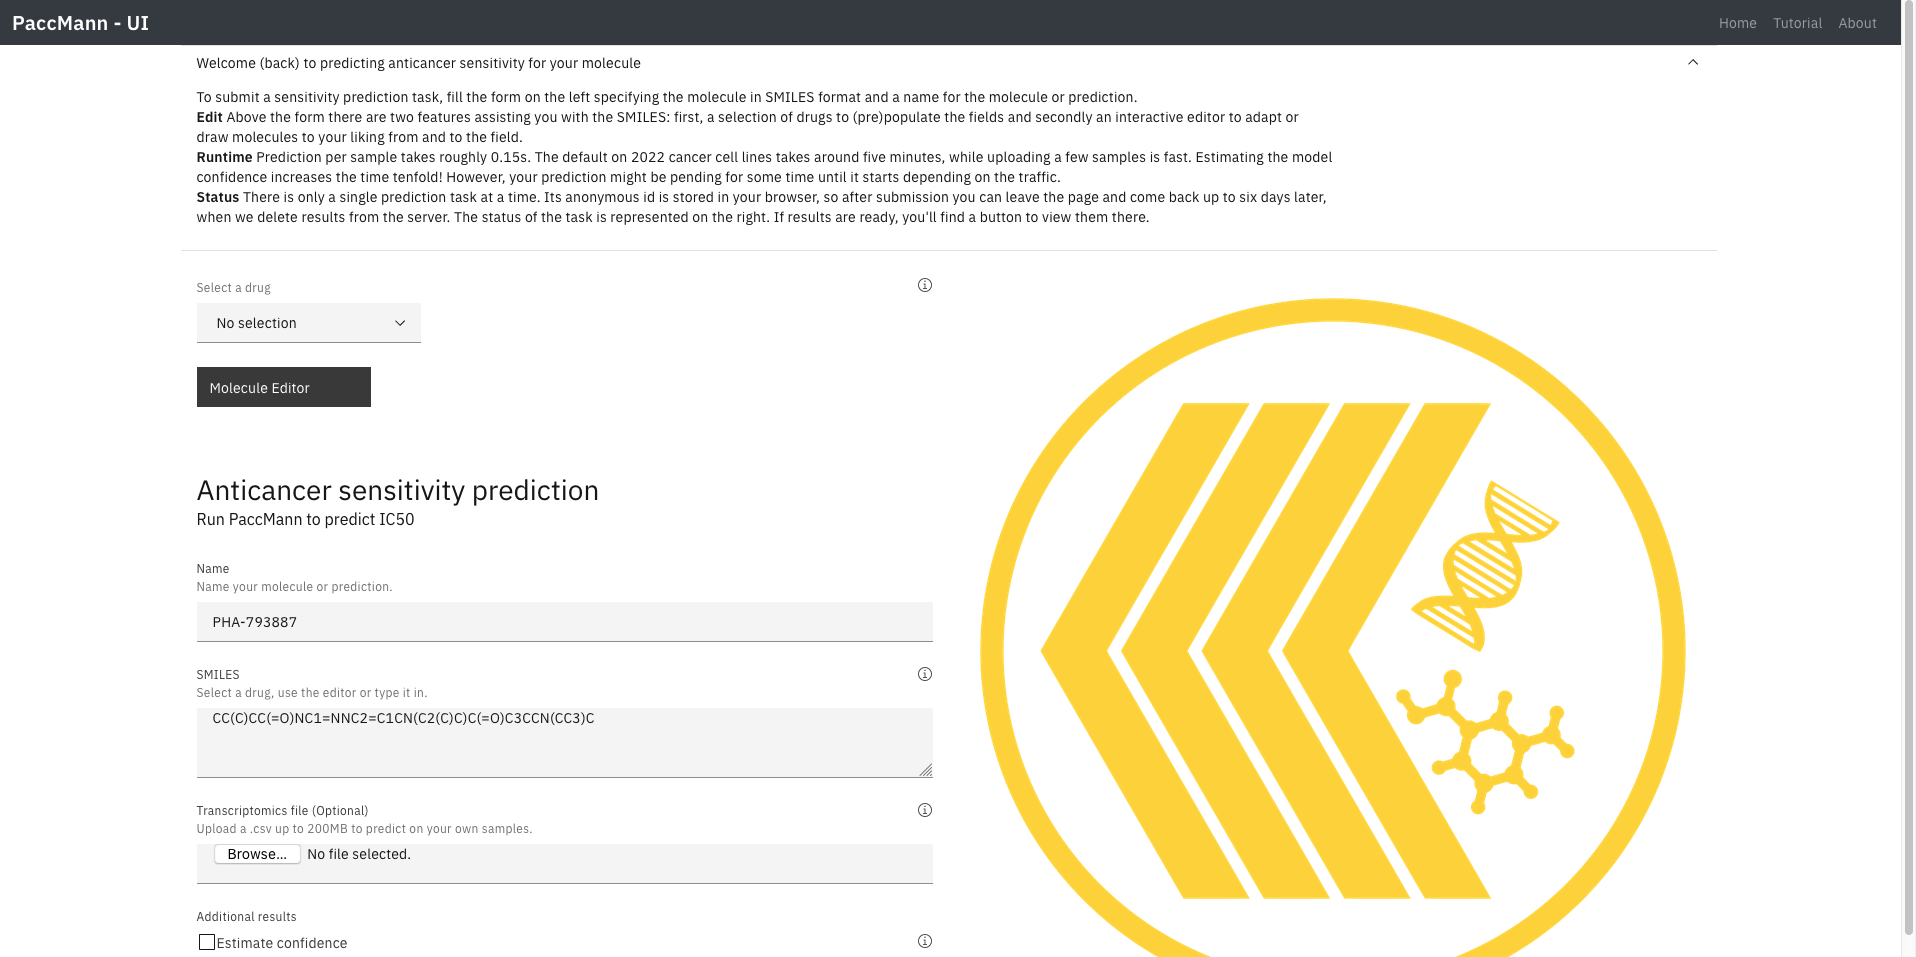 PaccMann - UI
Home Tutorial About
Welcome (back) to predicting anticancer sensitivity for your molecule
To submit a sensitivity prediction task, fill the form on the left specifying the molecule in SMILES format and a name for the molecule or prediction.
Edit Above the form there are two features assisting you with the SMILES: first, a selection of drugs to (pre)populate the fields and secondly an interactive editor to adapt or
draw molecules to your liking from and to the field.
Runtime Prediction per sample takes roughly 0.15s. The default on 2022 cancer cell lines takes around five minutes, while uploading a few samples is fast. Estimating the model
confidence increases the time tenfold! However, your prediction might be pending for some time until it starts depending on the traffic.
Status There is only a single prediction task at a time. Its anonymous id is stored in your browser, so after submission you can leave the page and come back up to six days later,
when we delete results from the server. The status of the task is represented on the right. If results are ready, you'll find a button to view them there.
Select a drug
No selection
Molecule Editor
Anticancer sensitivity prediction
Run PaccMann to predict IC50
Name
Name your molecule or prediction.
PHA-793887
SMILES
Select a drug, use the editor or type it in.
CC(C)CC(=O)NC1=NNC2=C1CN(C2(C)C)C(=O)C3CCN(CC3)C
Transcriptomics file (Optional)
Upload a .csv up to 200MB to predict on your own samples.
Browse... No file selected.
Additional results
Estimate confidence